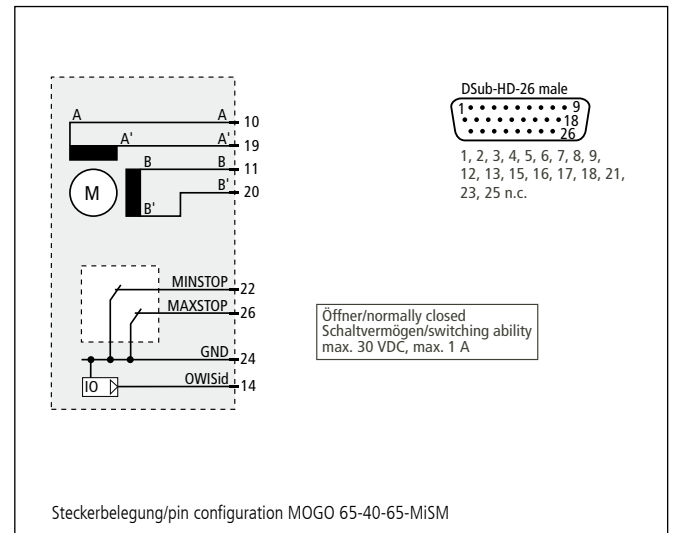 DSub-HD-26 male
1 9
18
26
1, 2, 3, 4, 5, 6, 7, 8, 9,
12, 13, 15, 16, 17, 18, 21,
23, 25 n.c.
A A 10
A' A' 19
B B 11
M B' 20
B'
MINSTOP 22
MAXSTOP 26
GND 24
IO OWISid 14
Öffner/normally closed
Schaltvermögen/switching ability
max. 30 VDC, max. 1 A
Steckerbelegung/pin configuration MOGO 65-40-65-MiSM